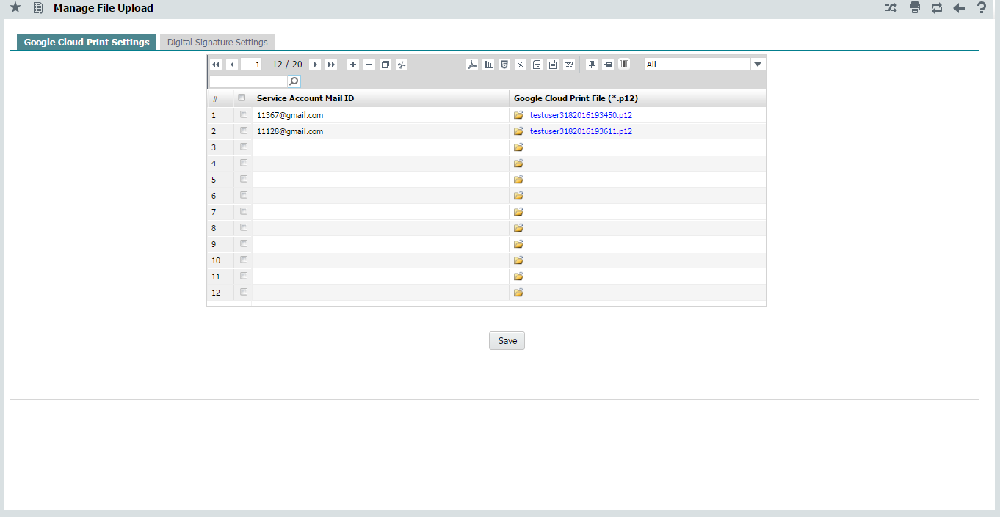 Manage File Upload
Google Cloud Print Settings Digital Signature Settings
1 - 12 / 20 All
# Service Account Mail ID Google Cloud Print File (*.p12)
1 11367@gmail.com testuser3182016193450.p12
2 11128@gmail.com testuser3182016193611.p12
3
4
5
6
7
8
9
10
11
12
Save